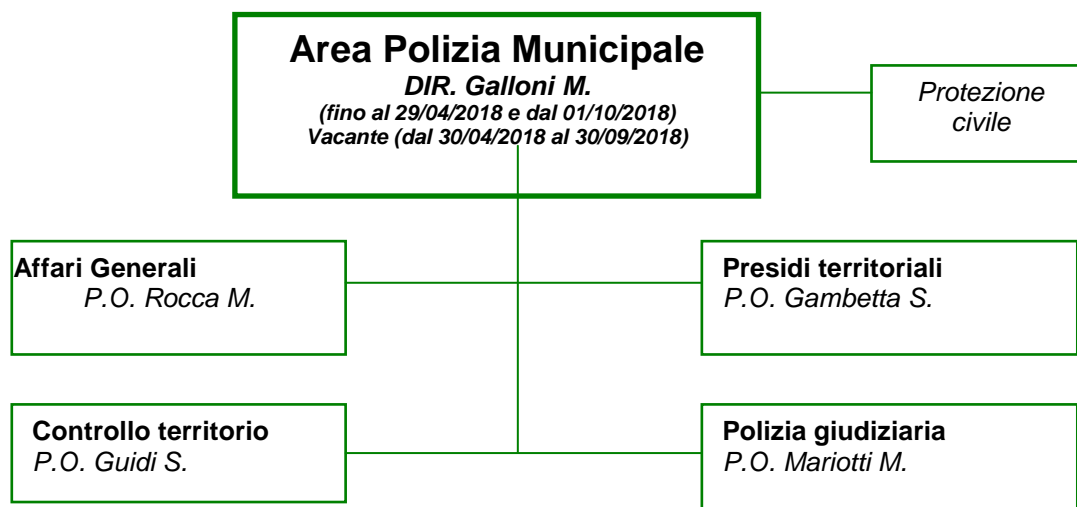 Area Polizia Municipale
DIR. Galloni M.
(fino al 29/04/2018 e dal 01/10/2018)
Vacante (dal 30/04/2018 al 30/09/2018)
Protezione
civile
Affari Generali
P.O. Rocca M.
Presidi territoriali
P.O. Gambetta S.
Controllo territorio
P.O. Guidi S.
Polizia giudiziaria
P.O. Mariotti M.